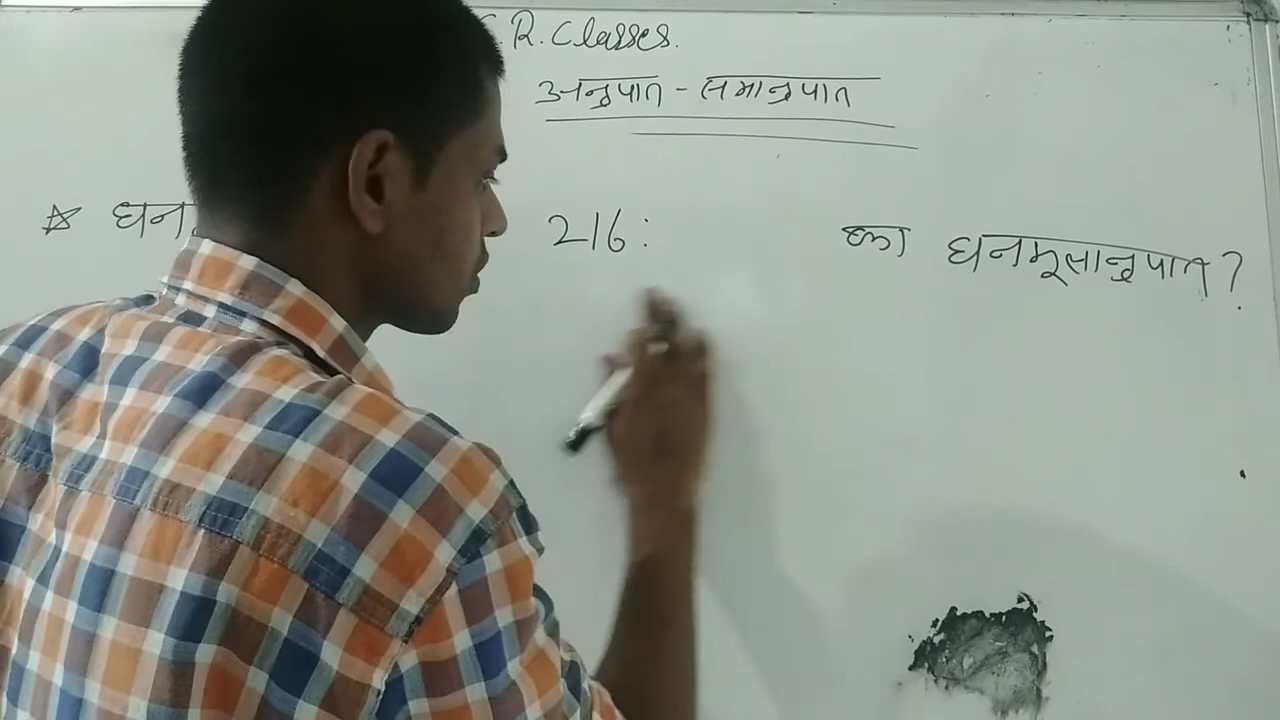 R. Classes.
अनुपात - समानुपात
☆ घन 216: का घनमूलानुपात?